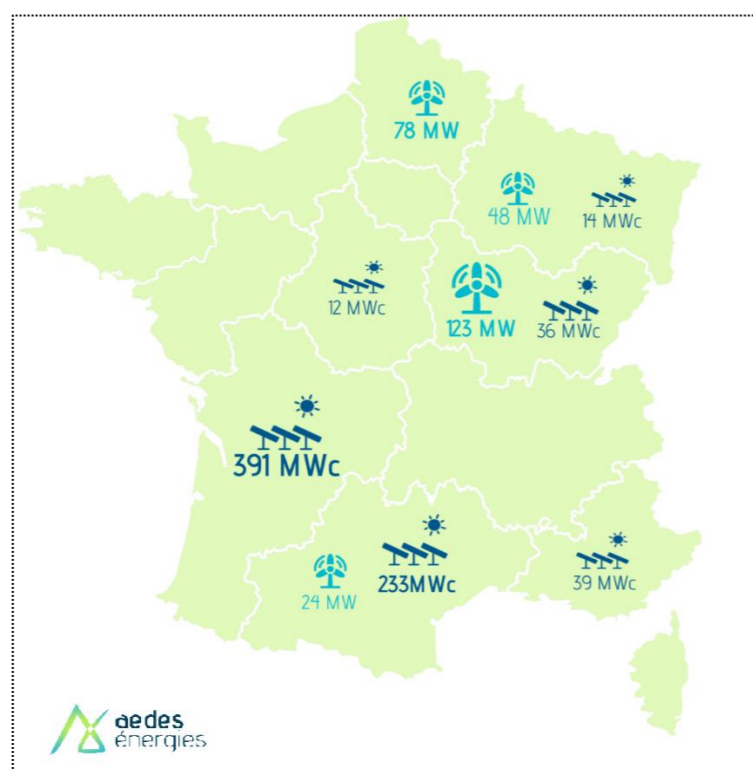 78 MW
48 MW
14 MWc
12 MWc
123 MW
36 MWc
391 MWc
24 MW
233MWc
39 MWc
aedes
énergies